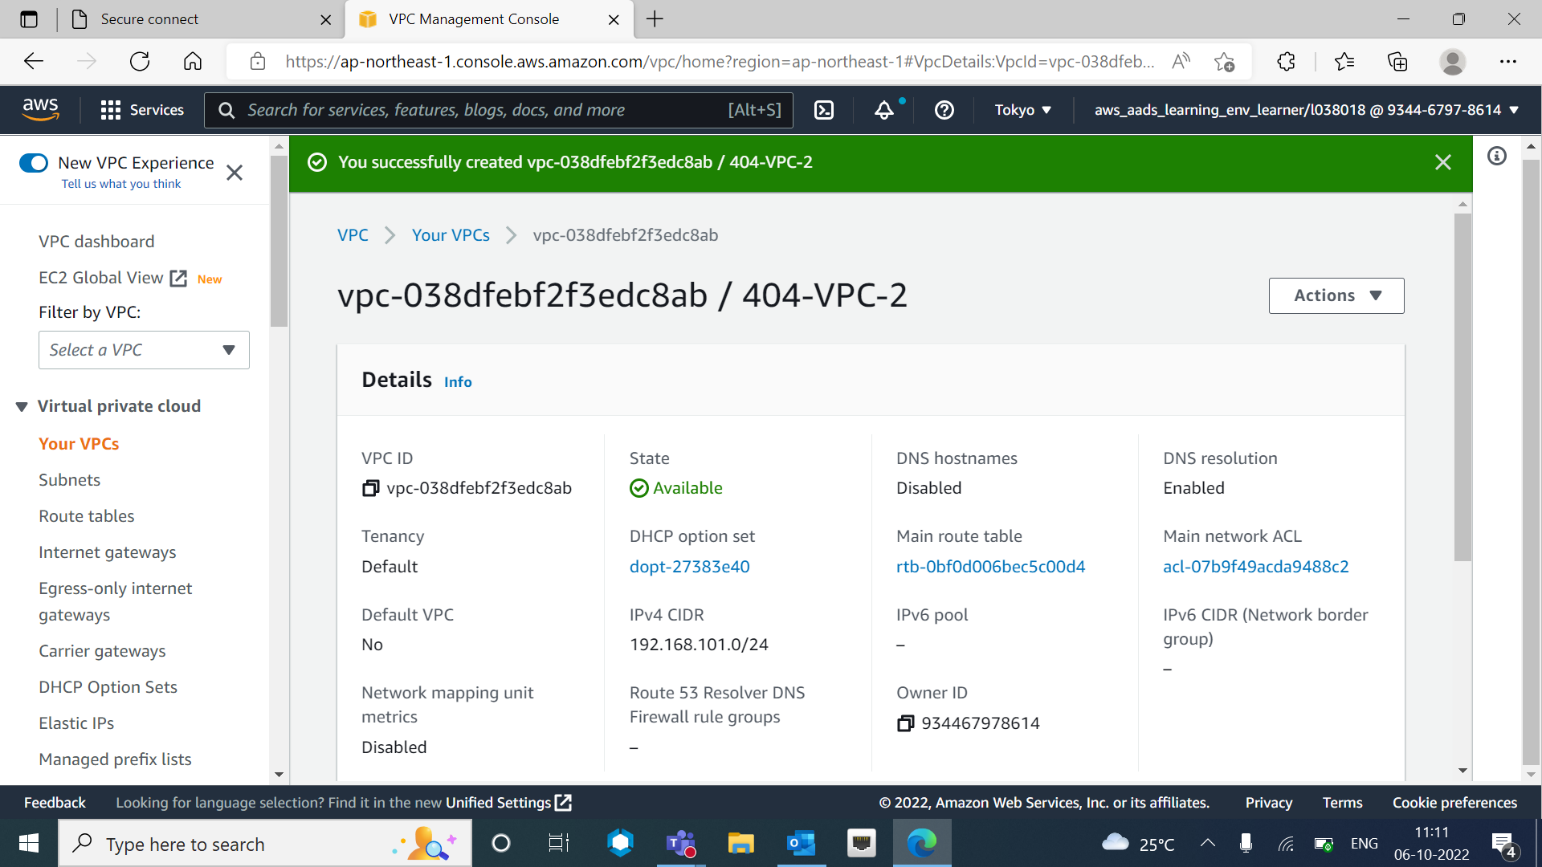 Secure connect
VPC Management Console
https://ap-northeast-1.console.aws.amazon.com/vpc/home?region=ap-northeast-1#VpcDetails:VpcId=vpc-038dfeb...
aws
Services
Search for services, features, blogs, docs, and more [Alt+S]
Tokyo
aws_aads_learning_env_learner/l038018 @ 9344-6797-8614
New VPC Experience
Tell us what you think
You successfully created vpc-038dfebf2f3edc8ab / 404-VPC-2
VPC dashboard
EC2 Global View New
Filter by VPC:
Select a VPC
Virtual private cloud
Your VPCs
Subnets
Route tables
Internet gateways
Egress-only internet
gateways
Carrier gateways
DHCP Option Sets
Elastic IPs
Managed prefix lists
VPC Your VPCs vpc-038dfebf2f3edc8ab
vpc-038dfebf2f3edc8ab / 404-VPC-2
Actions
Details Info
VPC ID
vpc-038dfebf2f3edc8ab
State
Available
DNS hostnames
Disabled
DNS resolution
Enabled
Tenancy
Default
DHCP option set
dopt-27383e40
Main route table
rtb-0bf0d006bec5c00d4
Main network ACL
acl-07b9f49acda9488c2
Default VPC
No
IPv4 CIDR
192.168.101.0/24
IPv6 pool
–
IPv6 CIDR (Network border
group)
–
Network mapping unit
metrics
Disabled
Route 53 Resolver DNS
Firewall rule groups
–
Owner ID
934467978614
Feedback
Looking for language selection? Find it in the new Unified Settings
© 2022, Amazon Web Services, Inc. or its affiliates.
Privacy
Terms
Cookie preferences
Type here to search
25°C
ENG
11:11
06-10-2022
4